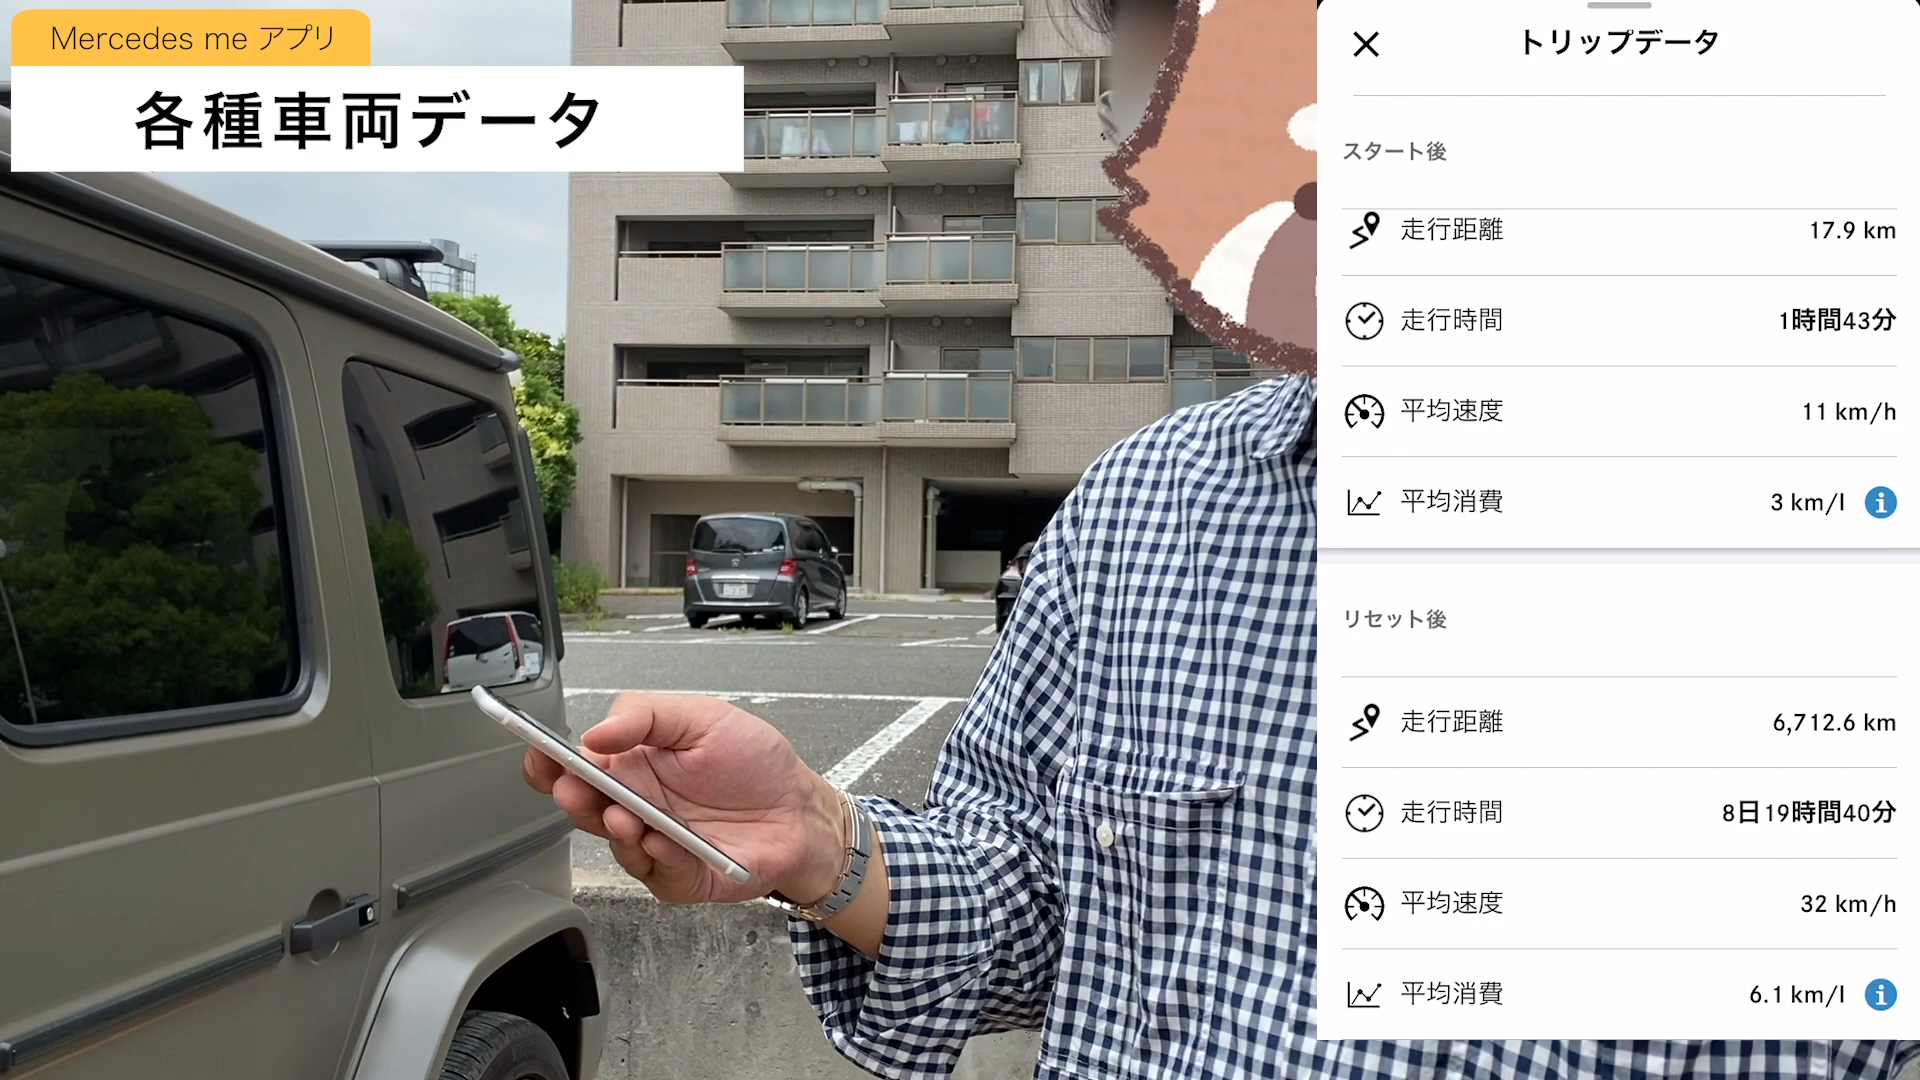 Mercedes me アプリ
各種車両データ
トリップデータ
スタート後
走行距離 17.9 km
走行時間 1時間43分
平均速度 11 km/h
平均消費 3 km/l
リセット後
走行距離 6,712.6 km
走行時間 8日19時間40分
平均速度 32 km/h
平均消費 6.1 km/l